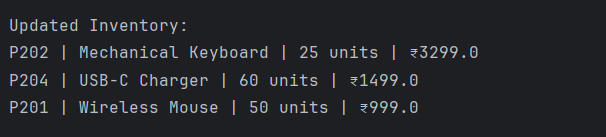 Updated Inventory:
P202 | Mechanical Keyboard | 25 units | ₹3299.0
P204 | USB-C Charger | 60 units | ₹1499.0
P201 | Wireless Mouse | 50 units | ₹999.0